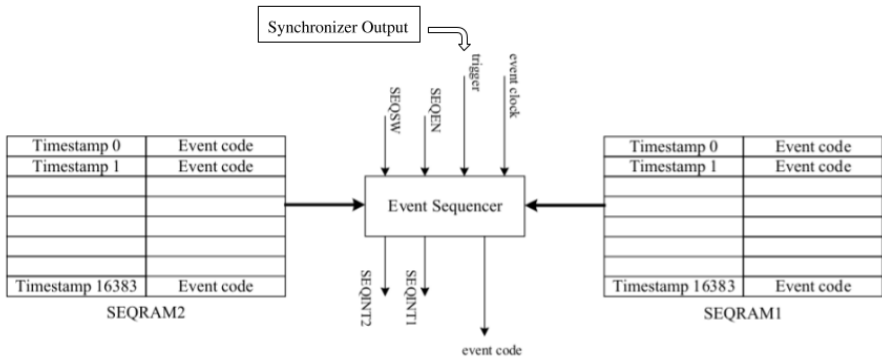 Synchronizer Output
trigger
event clock
SEQSW
SEQEN
Timestamp 0 Event code
Timestamp 1 Event code
Timestamp 16383 Event code
SEQRAM2
Event Sequencer
Timestamp 0 Event code
Timestamp 1 Event code
Timestamp 16383 Event code
SEQRAM1
SEQINT2
SEQINT1
event code